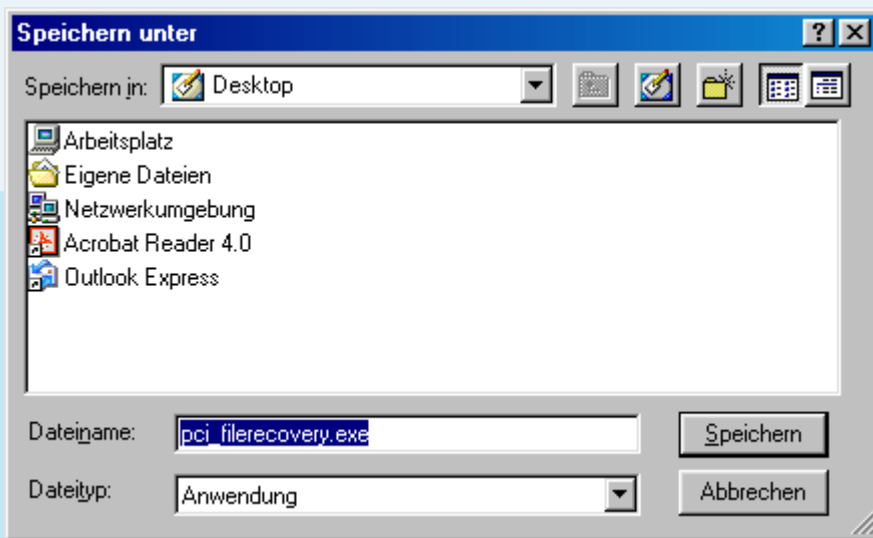 Speichern unter
Speichern in: Desktop
Arbeitsplatz
Eigene Dateien
Netzwerkumgebung
Acrobat Reader 4.0
Outlook Express
Dateiname: pci_filerecovery.exe Speichern
Dateityp: Anwendung Abbrechen